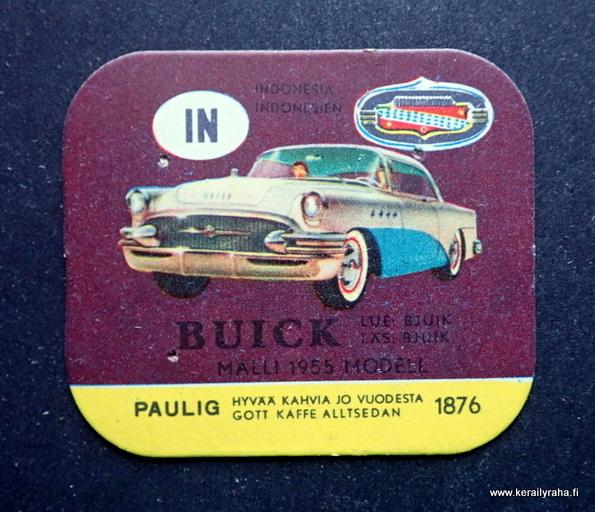 INDONESIA
INDONESIEN
IN
BUICK
LUE: BJUIK
LÄS: BJUIK
MALLI 1955 MODELL
PAULIG
HYVÄÄ KAHVIA JO VUODESTA
GOTT KAFFE ALLTSEDAN
1876
www.kerailyraha.fi